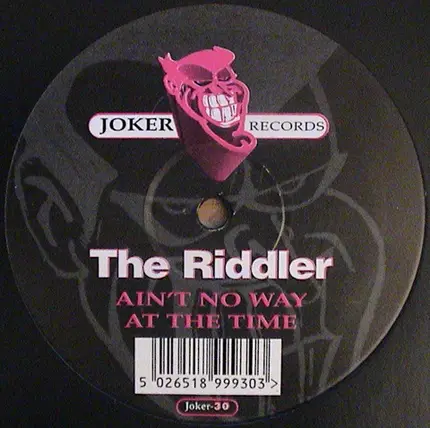 JOKER RECORDS
The Riddler
AIN'T NO WAY
AT THE TIME
5 026518 999303 >
Joker-30